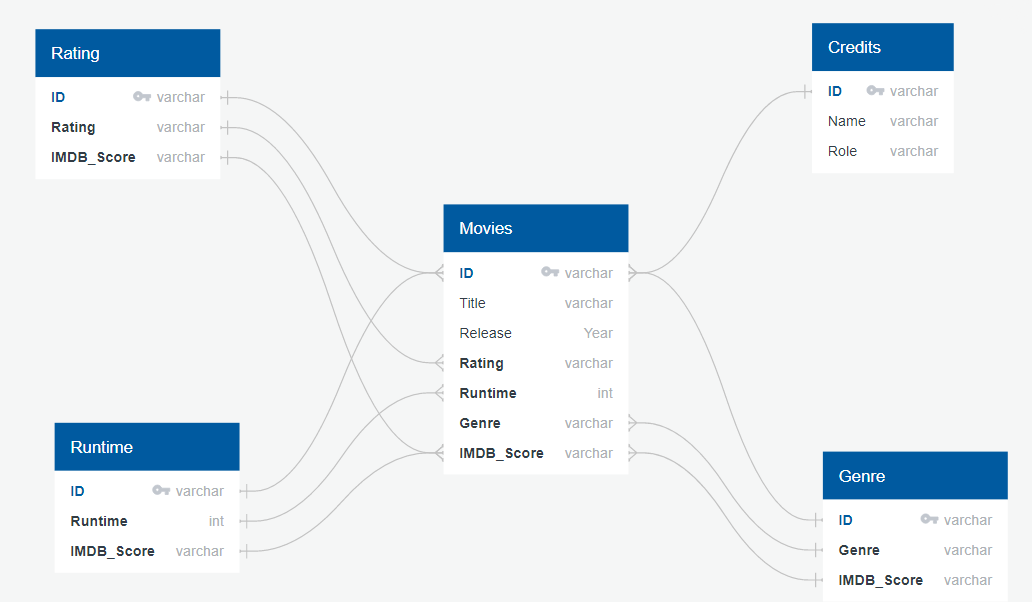 Rating
ID varchar
Rating varchar
IMDB_Score varchar
Credits
ID varchar
Name varchar
Role varchar
Movies
ID varchar
Title varchar
Release Year
Rating varchar
Runtime int
Genre varchar
IMDB_Score varchar
Runtime
ID varchar
Runtime int
IMDB_Score varchar
Genre
ID varchar
Genre varchar
IMDB_Score varchar